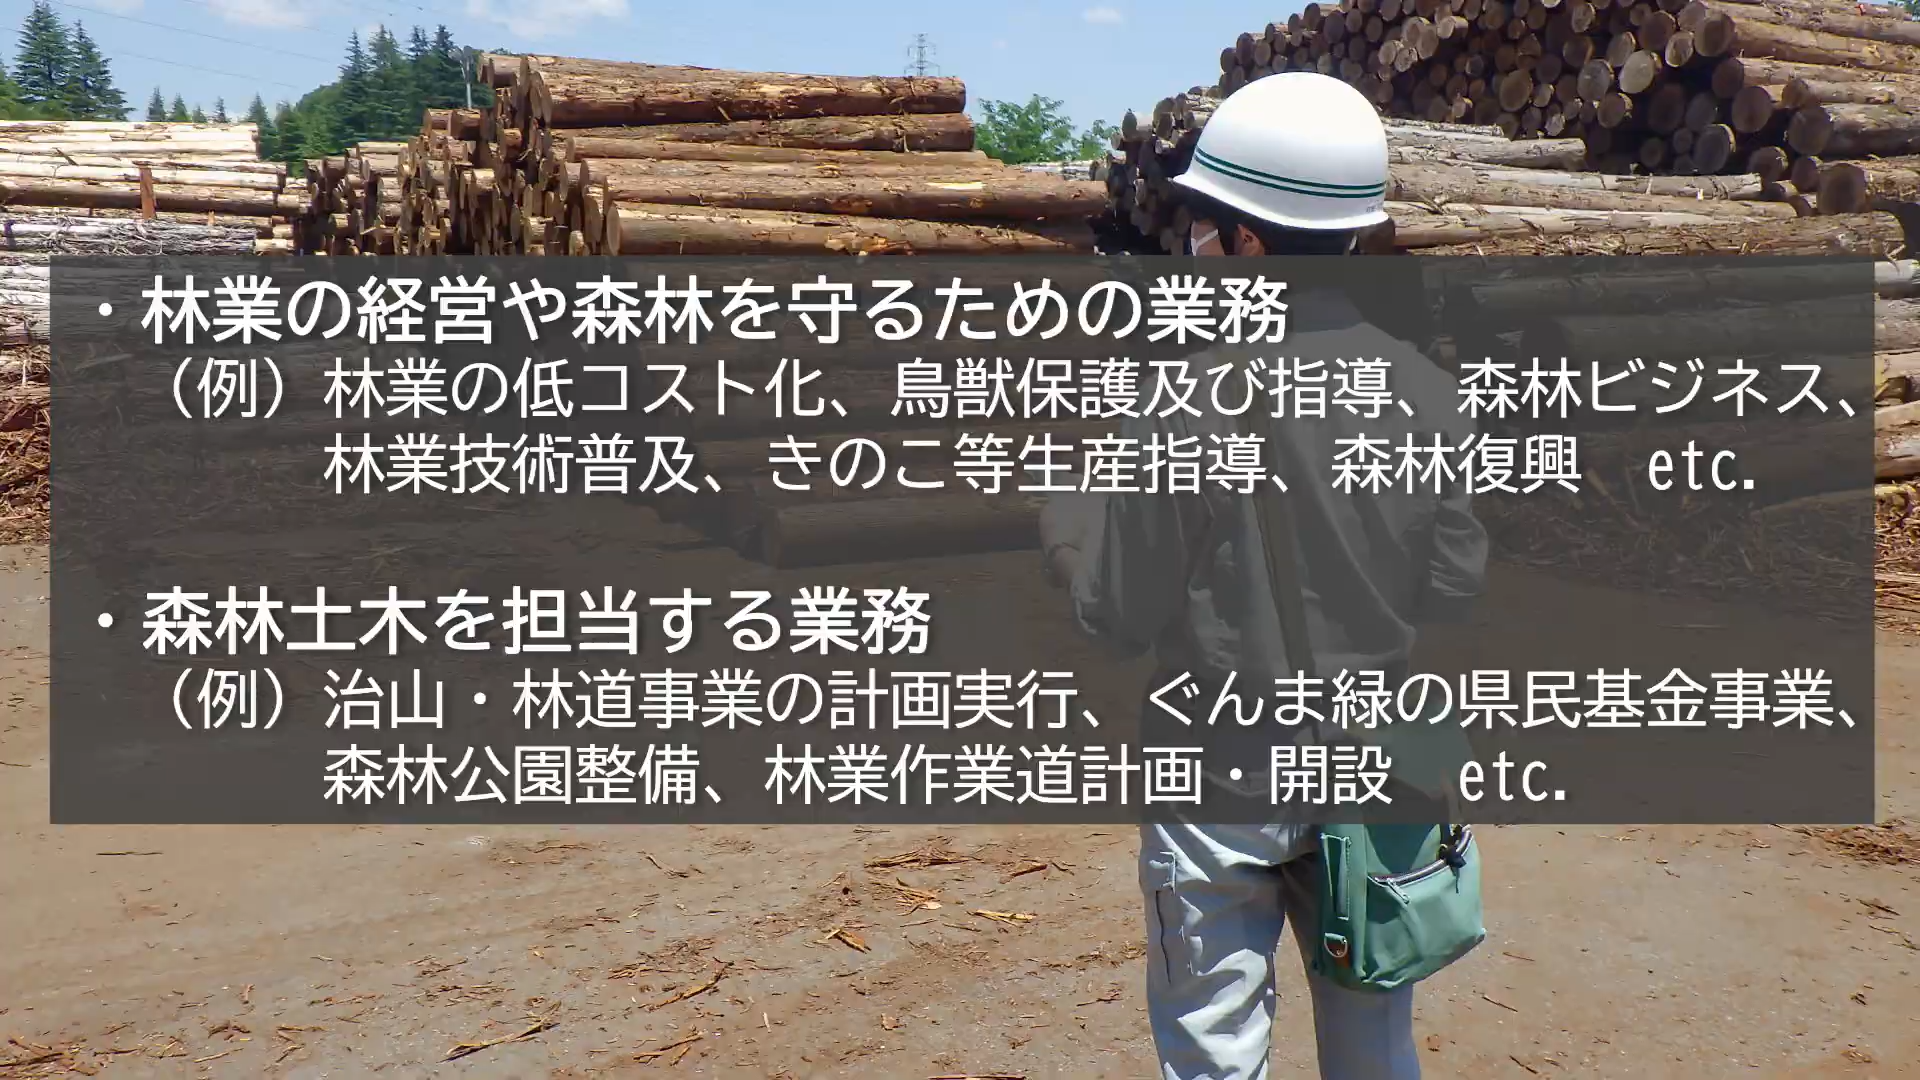 ・林業の経営や森林を守るための業務
（例）林業の低コスト化、鳥獣保護及び指導、森林ビジネス、
林業技術普及、きのこ等生産指導、森林復興　etc.
・森林土木を担当する業務
（例）治山・林道事業の計画実行、ぐんま緑の県民基金事業、
森林公園整備、林業作業道計画・開設　etc.